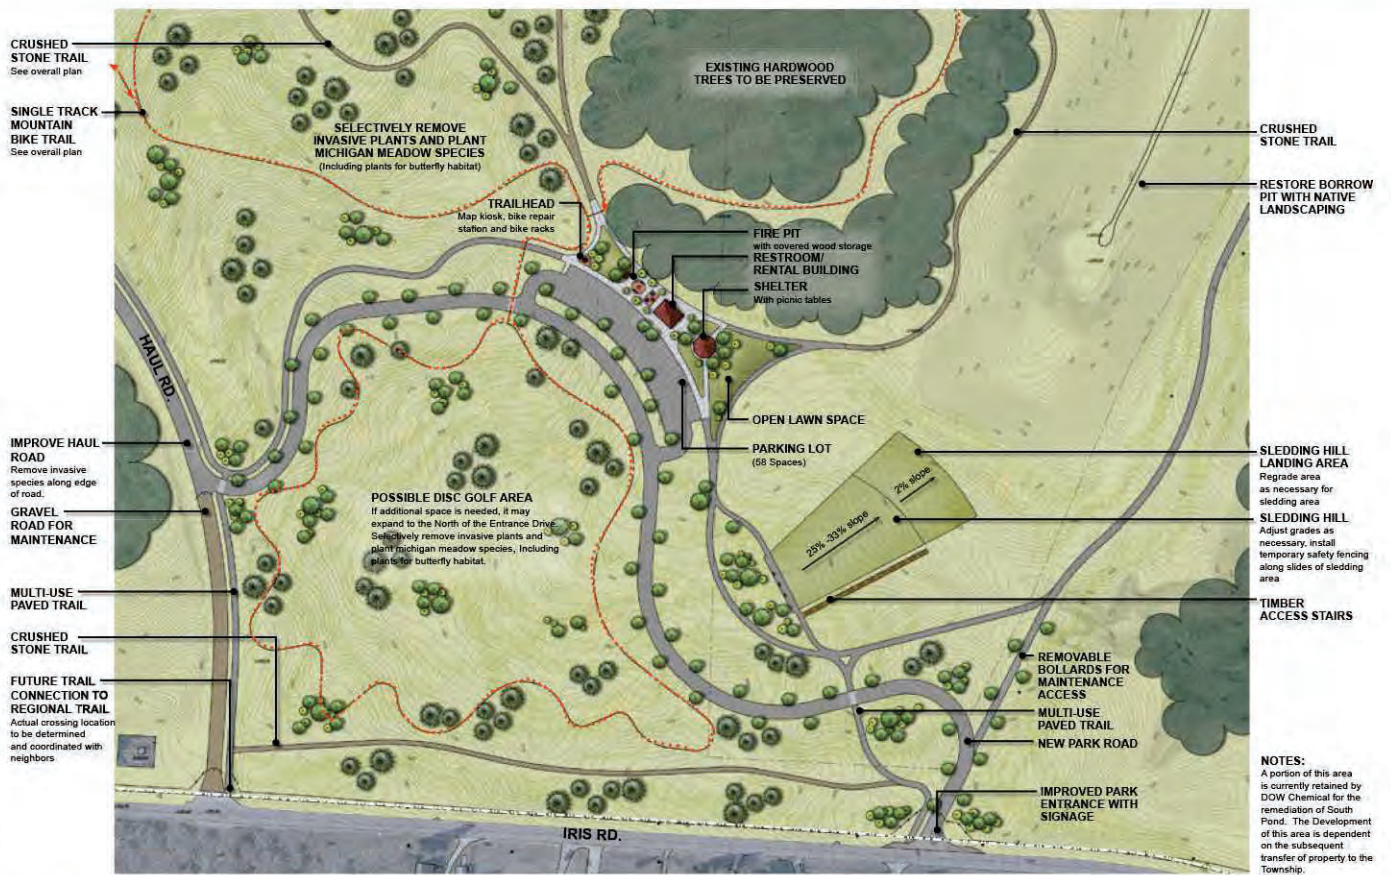 CRUSHED
STONE TRAIL
See overall plan
SINGLE TRACK
MOUNTAIN
BIKE TRAIL
See overall plan
IMPROVE HAUL
ROAD
Remove invasive
species along edge
of road.
GRAVEL
ROAD FOR
MAINTENANCE
MULTI-USE
PAVED TRAIL
CRUSHED
STONE TRAIL
FUTURE TRAIL
CONNECTION TO
REGIONAL TRAIL
Actual crossing location
to be determined
and coordinated with
neighbors
HAUL RD.
SELECTIVELY REMOVE
INVASIVE PLANTS AND PLANT
MICHIGAN MEADOW SPECIES
(Including plants for butterfly habitat)
EXISTING HARDWOOD
TREES TO BE PRESERVED
TRAILHEAD
Map kiosk, bike repair
station and bike racks
FIRE PIT
with covered wood storage
RESTROOM/
RENTAL BUILDING
SHELTER
With picnic tables
OPEN LAWN SPACE
PARKING LOT
(58 Spaces)
POSSIBLE DISC GOLF AREA
If additional space is needed, it may
expand to the North of the Entrance Drive.
Selectively remove invasive plants and
plant michigan meadow species, Including
plants for butterfly habitat.
2% slope
25% -33% slope
REMOVABLE
BOLLARDS FOR
MAINTENANCE
ACCESS
MULTI-USE
PAVED TRAIL
NEW PARK ROAD
IMPROVED PARK
ENTRANCE WITH
SIGNAGE
IRIS RD.
CRUSHED
STONE TRAIL
RESTORE BORROW
PIT WITH NATIVE
LANDSCAPING
SLEDDING HILL
LANDING AREA
Regrade area
as necessary for
sledding area
SLEDDING HILL
Adjust grades as
necessary, install
temporary safety fencing
along slides of sledding
area
TIMBER
ACCESS STAIRS
NOTES:
A portion of this area
is currently retained by
DOW Chemical for the
remediation of South
Pond. The Development
of this area is dependent
on the subsequent
transfer of property to the
Township.